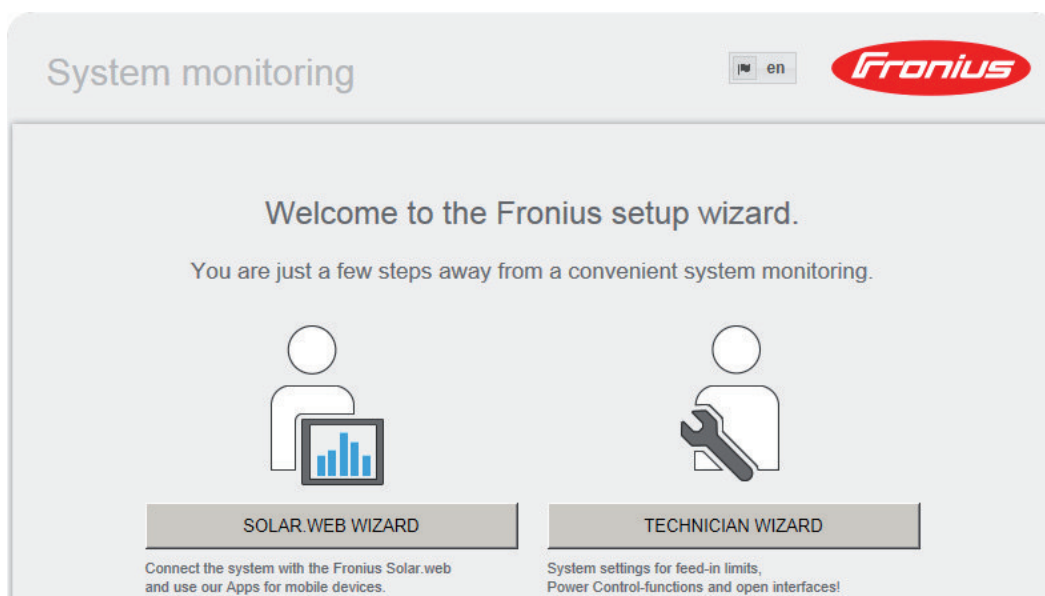 System monitoring
en
Fronius
Welcome to the Fronius setup wizard.
You are just a few steps away from a convenient system monitoring.
SOLAR.WEB WIZARD
TECHNICIAN WIZARD
Connect the system with the Fronius Solar.web
and use our Apps for mobile devices.
System settings for feed-in limits,
Power Control-functions and open interfaces!